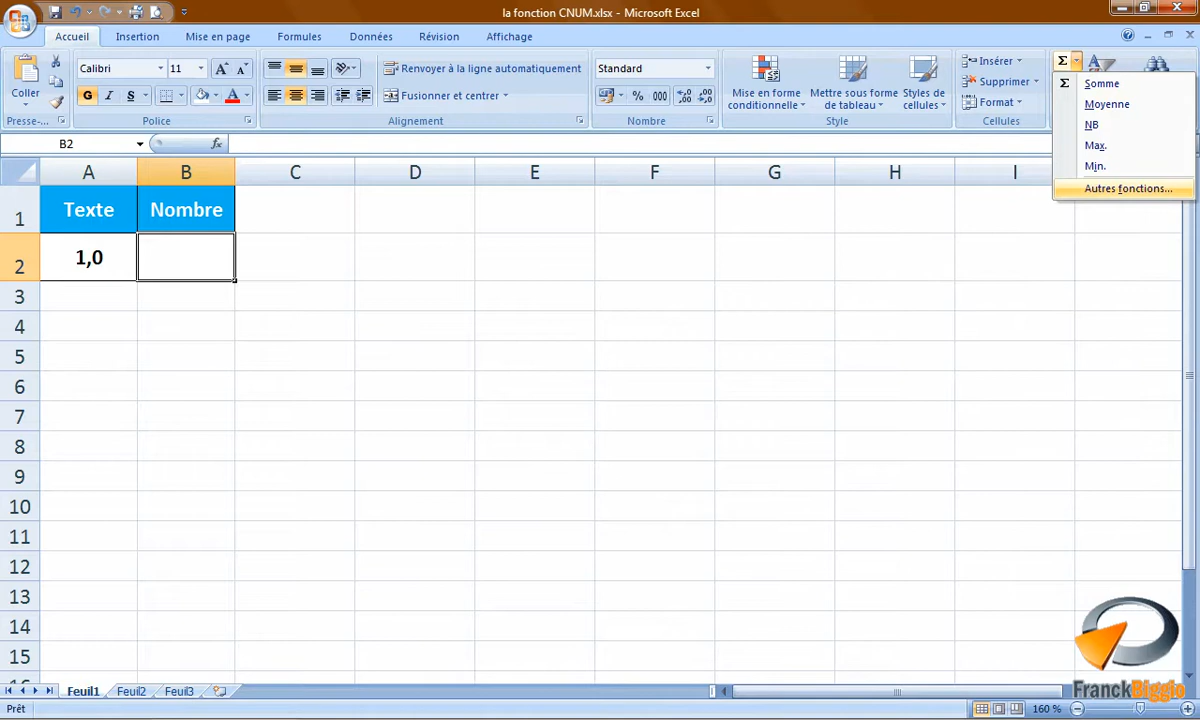 la fonction CNUM.xlsx - Microsoft Excel
Accueil Insertion Mise en page Formules Données Révision Affichage
Coller
Presse-...
Calibri 11
G I S
Police
Renvoyer à la ligne automatiquement
Fusionner et centrer
Alignement
Standard
% 000
Nombre
Mise en forme conditionnelle
Mettre sous forme de tableau
Styles de cellules
Style
Insérer
Supprimer
Format
Cellules
Σ
Σ Somme
Moyenne
NB
Max.
Min.
Autres fonctions...
B2 fx
A B C D E F G H I
1 Texte Nombre
2 1,0
3
4
5
6
7
8
9
10
11
12
13
14
15
Feuil1 Feuil2 Feuil3
FranckBiggio
Prêt 160 %